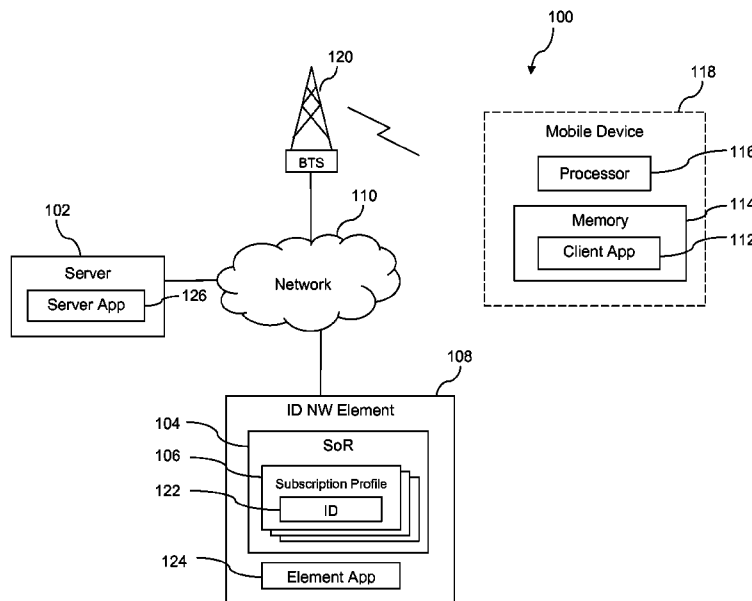 100
120
118
Mobile Device
116
Processor
BTS
114
Memory
110
112
Client App
102
Server
Network
Server App
126
108
ID NW Element
104
SoR
106
Subscription Profile
122
ID
124
Element App